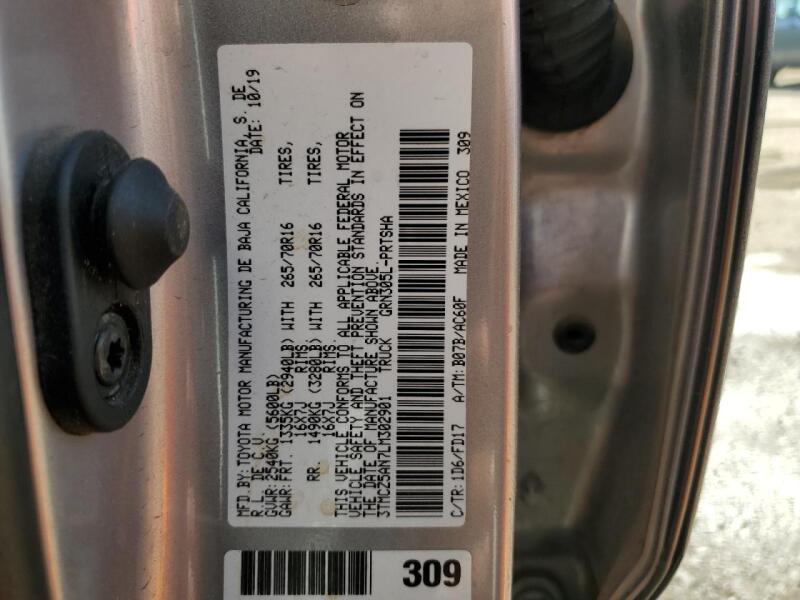 MFD.BY:TOYOTA MOTOR MANUFACTURING DE BAJA CALIFORNIA, S. DE
R. L. DE C.V. DATE: 10/19
GVWR:2540KG (5600LB)
GAWR:FRT. 1335KG (2940LB) WITH 265/70R16 TIRES,
16X7J RIMS.
RR. 1490KG (3280LB) WITH 265/70R16 TIRES,
16X7J RIMS.
THIS VEHICLE CONFORMS TO ALL APPLICABLE FEDERAL MOTOR
VEHICLE SAFETY AND THEFT PREVENTION STANDARDS IN EFFECT ON
THE DATE OF MANUFACTURE SHOWN ABOVE.
3TMCZ5AN7LM302901 TRUCK GRN305L-PRTSHA
C/TR:1D6/FD17 A/TM:B07B/AC60F MADE IN MEXICO 309
309